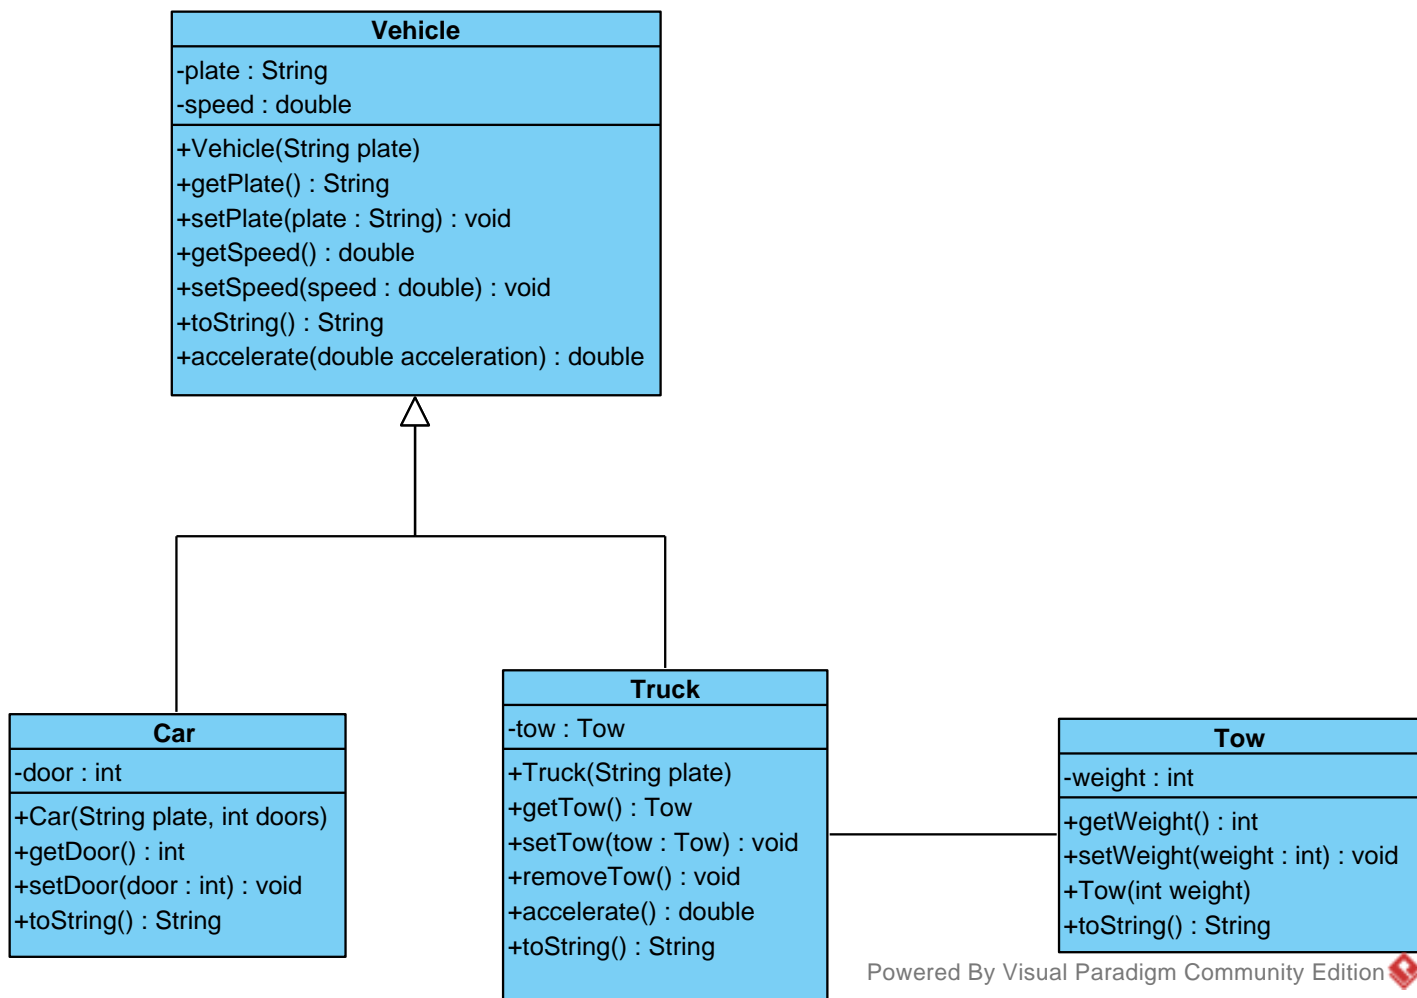 Vehicle
-plate : String
-speed : double
+Vehicle(String plate)
+getPlate() : String
+setPlate(plate : String) : void
+getSpeed() : double
+setSpeed(speed : double) : void
+toString() : String
+accelerate(double acceleration) : double
Car
-door : int
+Car(String plate, int doors)
+getDoor() : int
+setDoor(door : int) : void
+toString() : String
Truck
-tow : Tow
+Truck(String plate)
+getTow() : Tow
+setTow(tow : Tow) : void
+removeTow() : void
+accelerate() : double
+toString() : String
Tow
-weight : int
+getWeight() : int
+setWeight(weight : int) : void
+Tow(int weight)
+toString() : String
Powered By Visual Paradigm Community Edition